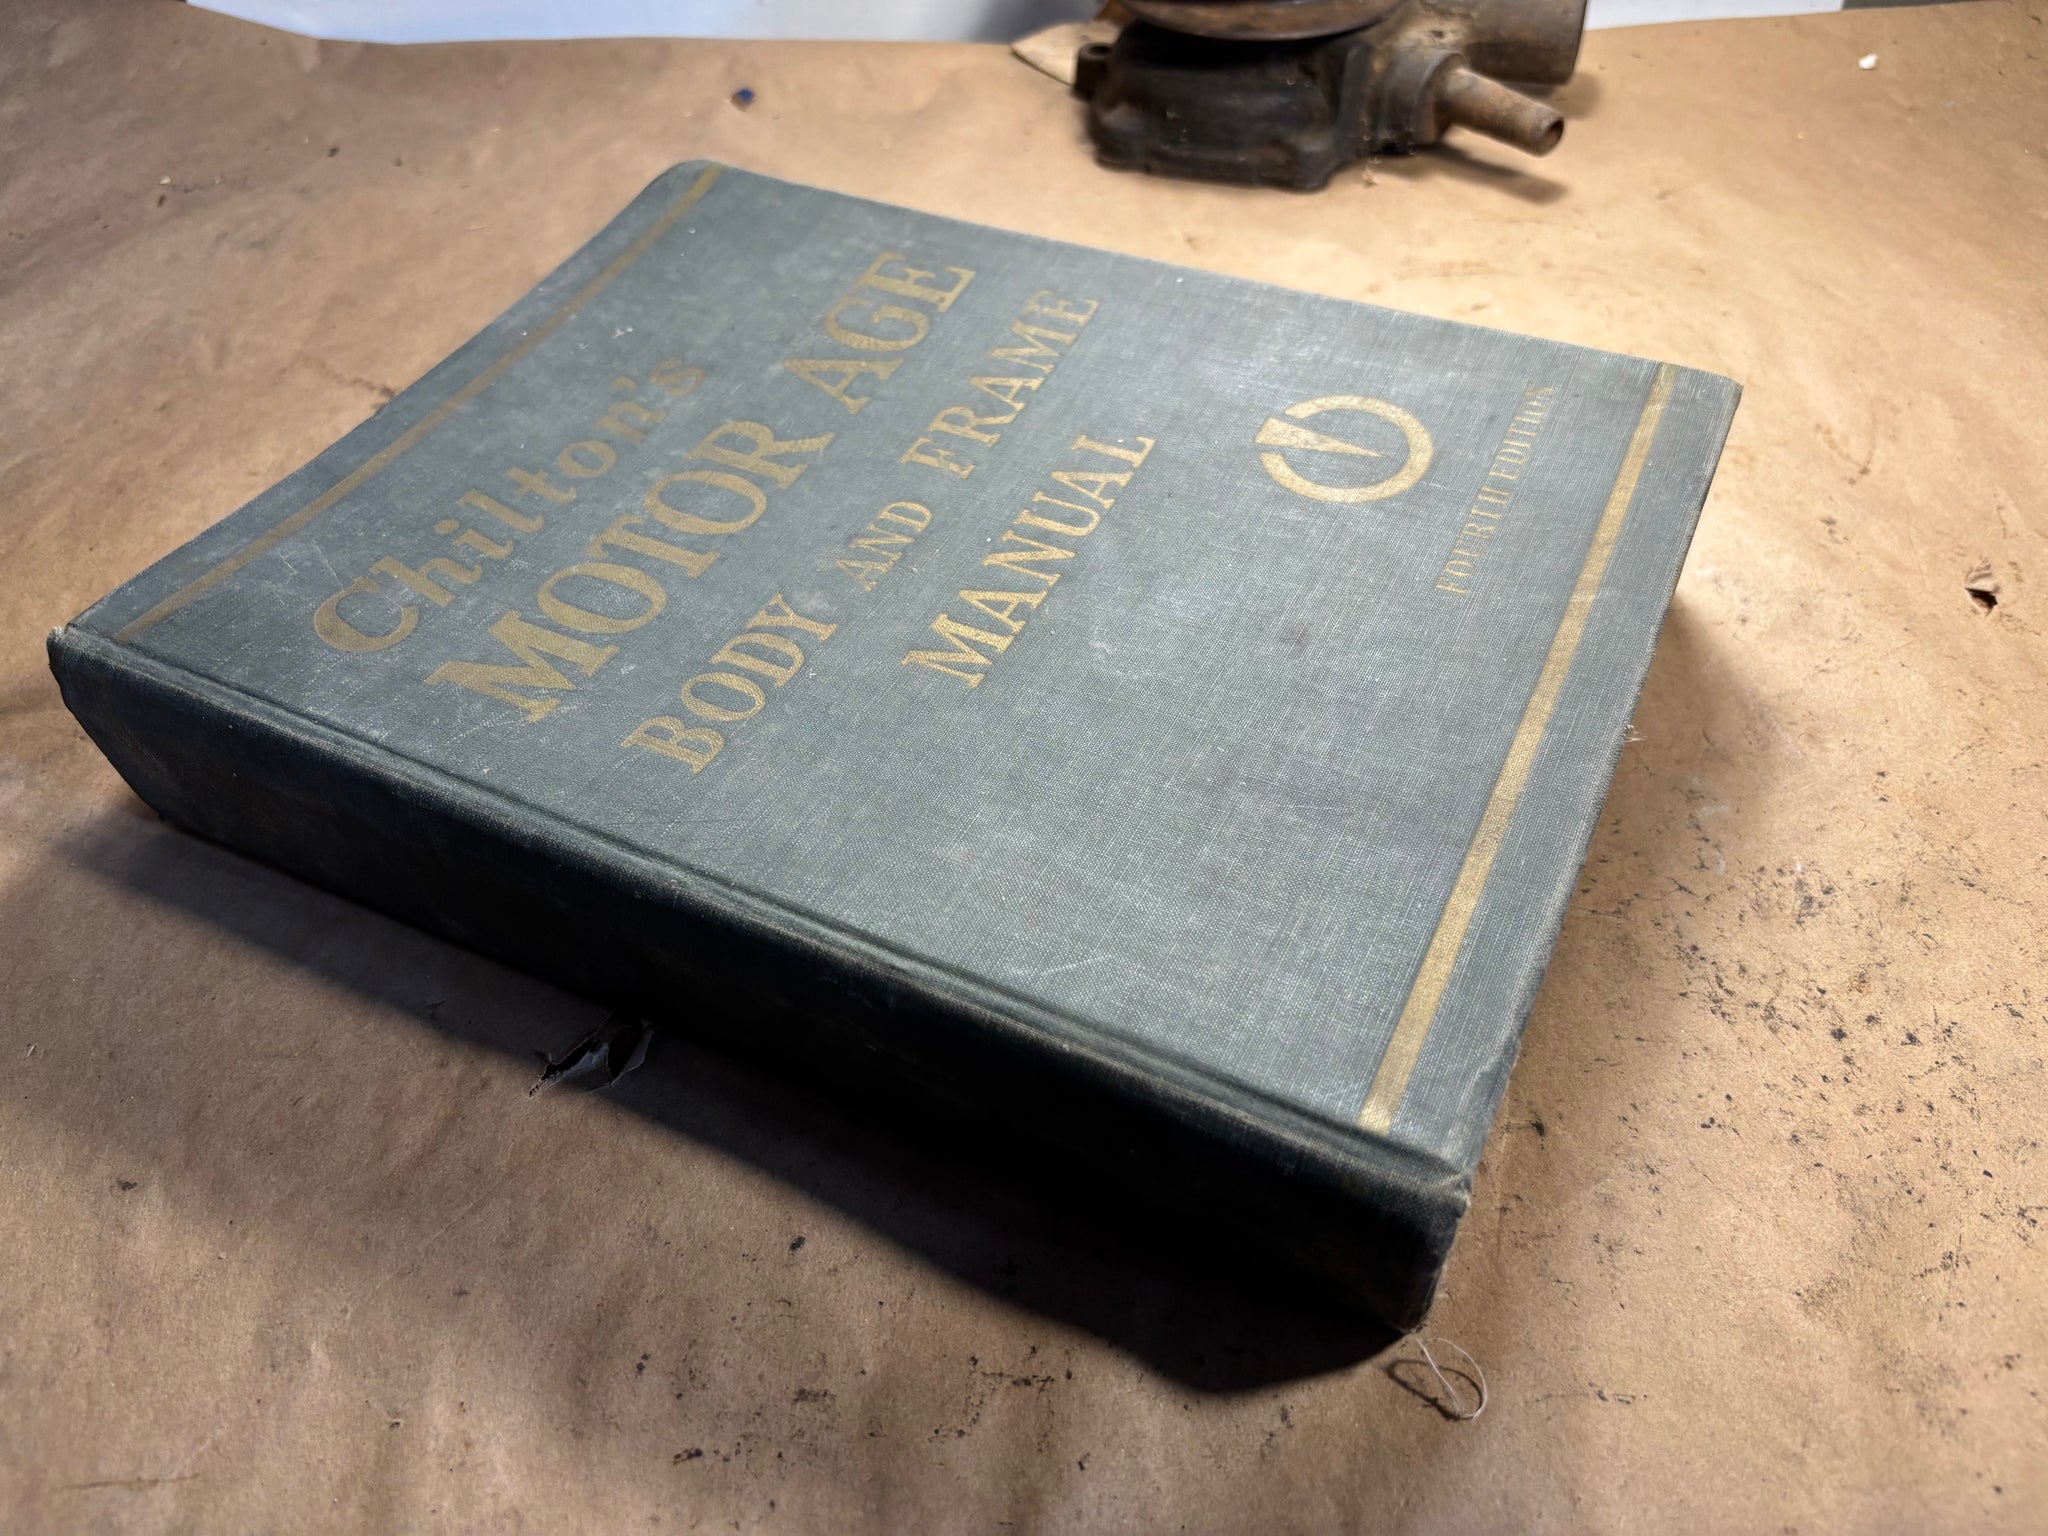 Chilton's
MOTOR AGE
BODY AND FRAME
MANUAL
FOURTH EDITION